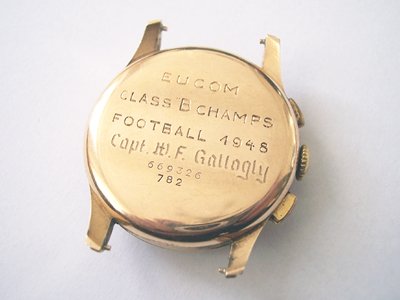 EUCOM
CLASS B CHAMPS
FOOTBALL 1948
Capt. W. F. Gallogly
669326
782